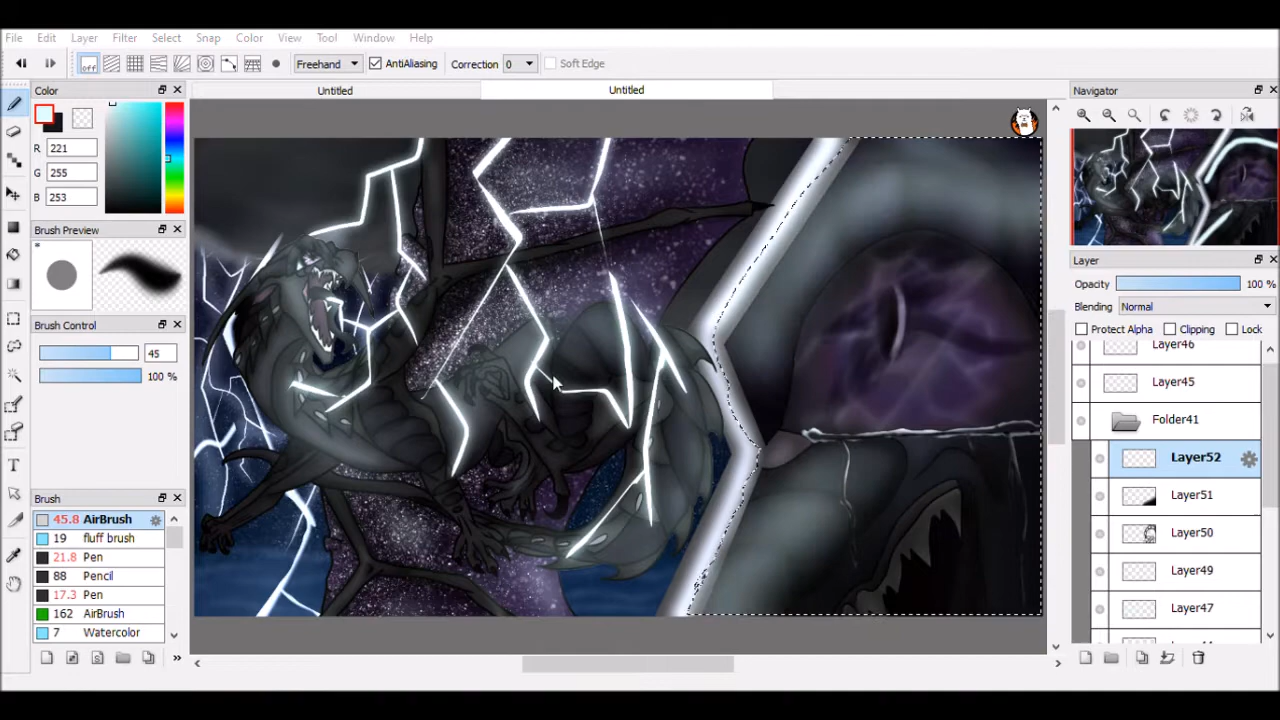 File Edit Layer Filter Select Snap Color View Tool Window Help
off Freehand AntiAliasing Correction 0 Soft Edge
Color Untitled Untitled Navigator
R 221
G 255
B 253
Brush Preview
*
Brush Control
45
100 %
Brush
45.8 AirBrush
19 fluff brush
21.8 Pen
88 Pencil
17.3 Pen
162 AirBrush
7 Watercolor
Layer
Opacity 100 %
Blending Normal
Protect Alpha Clipping Lock
Layer46
Layer45
Folder41
Layer52
Layer51
Layer50
Layer49
Layer47